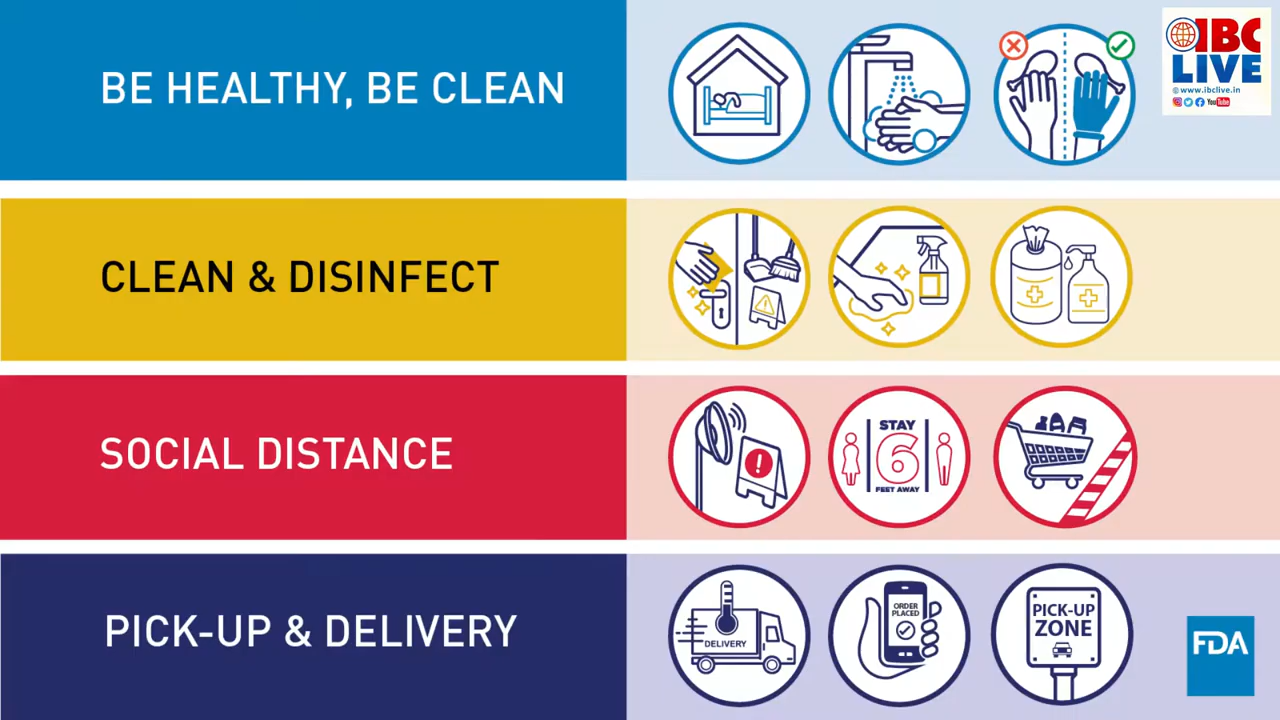 BE HEALTHY, BE CLEAN
IBC
LIVE
www.ibclive.in
YouTube
CLEAN & DISINFECT
SOCIAL DISTANCE
STAY
6
FEET AWAY
PICK-UP & DELIVERY
DELIVERY
ORDER
PLACED
PICK-UP
ZONE
FDA